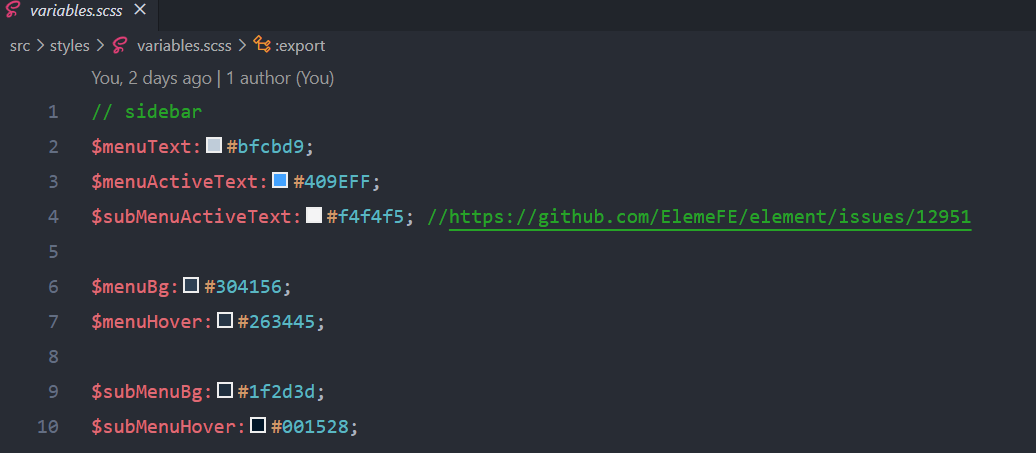 variables.scss ×
src > styles > variables.scss > :export
You, 2 days ago | 1 author (You)
1 // sidebar
2 $menuText: #bfcbd9;
3 $menuActiveText: #409EFF;
4 $subMenuActiveText: #f4f4f5; //https://github.com/ElemeFE/element/issues/12951
5
6 $menuBg: #304156;
7 $menuHover: #263445;
8
9 $subMenuBg: #1f2d3d;
10 $subMenuHover: #001528;